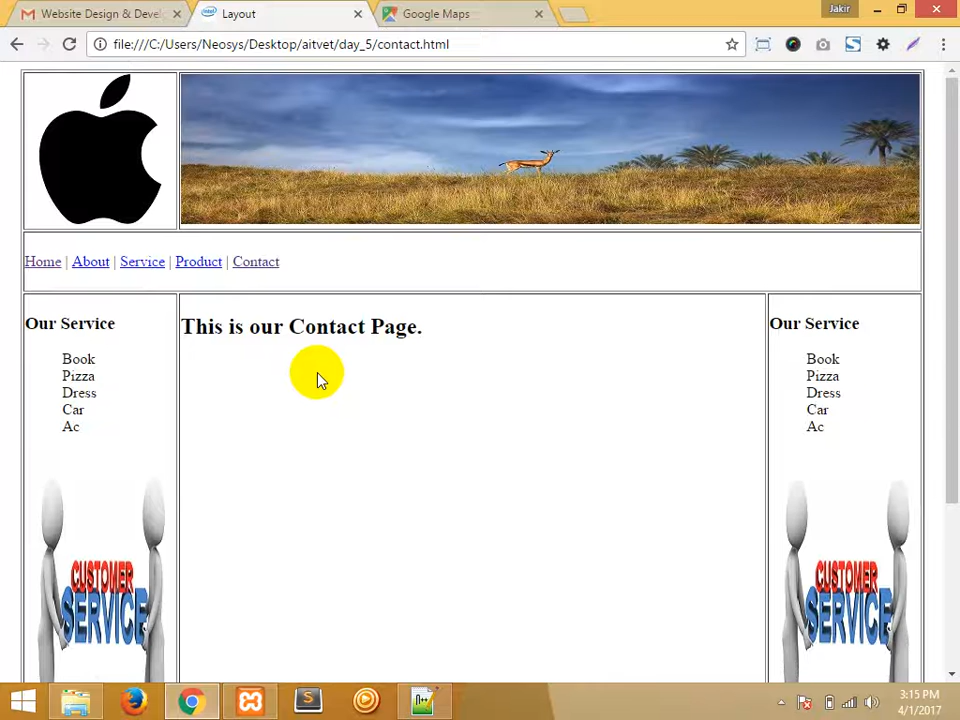 Website Design & Devel
Layout
Google Maps
Jakir
file:///C:/Users/Neosys/Desktop/aitvet/day_5/contact.html
Home | About | Service | Product | Contact
Our Service
Book
Pizza
Dress
Car
Ac
CUSTOMER
SERVICE
This is our Contact Page.
Our Service
Book
Pizza
Dress
Car
Ac
CUSTOMER
SERVICE
3:15 PM
4/1/2017